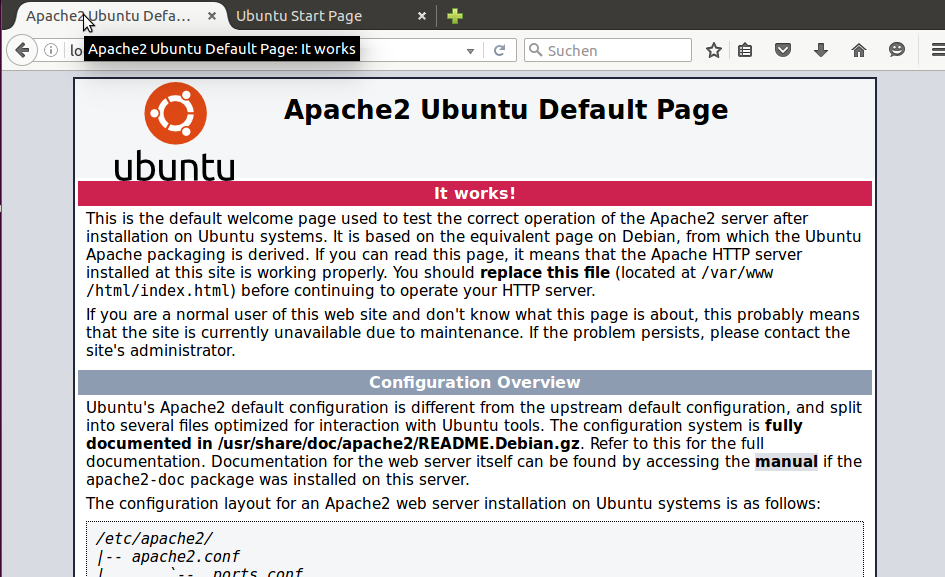 Apache2 Ubuntu Defa...
Ubuntu Start Page
lo
Apache2 Ubuntu Default Page: It works
Suchen
ubuntu
Apache2 Ubuntu Default Page
It works!
This is the default welcome page used to test the correct operation of the Apache2 server after
installation on Ubuntu systems. It is based on the equivalent page on Debian, from which the Ubuntu
Apache packaging is derived. If you can read this page, it means that the Apache HTTP server
installed at this site is working properly. You should replace this file (located at /var/www
/html/index.html) before continuing to operate your HTTP server.
If you are a normal user of this web site and don't know what this page is about, this probably means
that the site is currently unavailable due to maintenance. If the problem persists, please contact the
site's administrator.
Configuration Overview
Ubuntu's Apache2 default configuration is different from the upstream default configuration, and split
into several files optimized for interaction with Ubuntu tools. The configuration system is fully
documented in /usr/share/doc/apache2/README.Debian.gz. Refer to this for the full
documentation. Documentation for the web server itself can be found by accessing the manual if the
apache2-doc package was installed on this server.
The configuration layout for an Apache2 web server installation on Ubuntu systems is as follows:
/etc/apache2/
|-- apache2.conf
|       `--  ports.conf